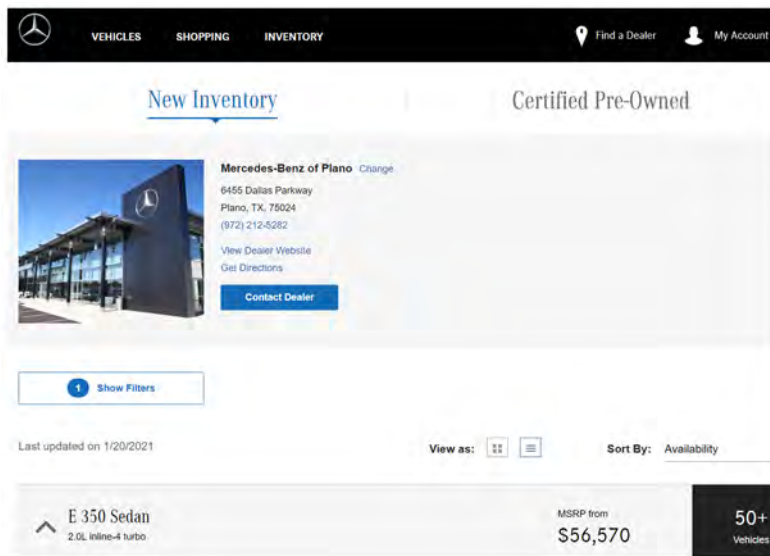 VEHICLES SHOPPING INVENTORY Find a Dealer My Account
New Inventory Certified Pre-Owned
Mercedes-Benz of Plano Change
6455 Dallas Parkway
Plano, TX, 75024
(972) 212-5282
View Dealer Website
Get Directions
Contact Dealer
1 Show Filters
Last updated on 1/20/2021 View as: Sort By: Availability
E 350 Sedan MSRP from 50+
2.0L inline-4 turbo $56,570 Vehicles